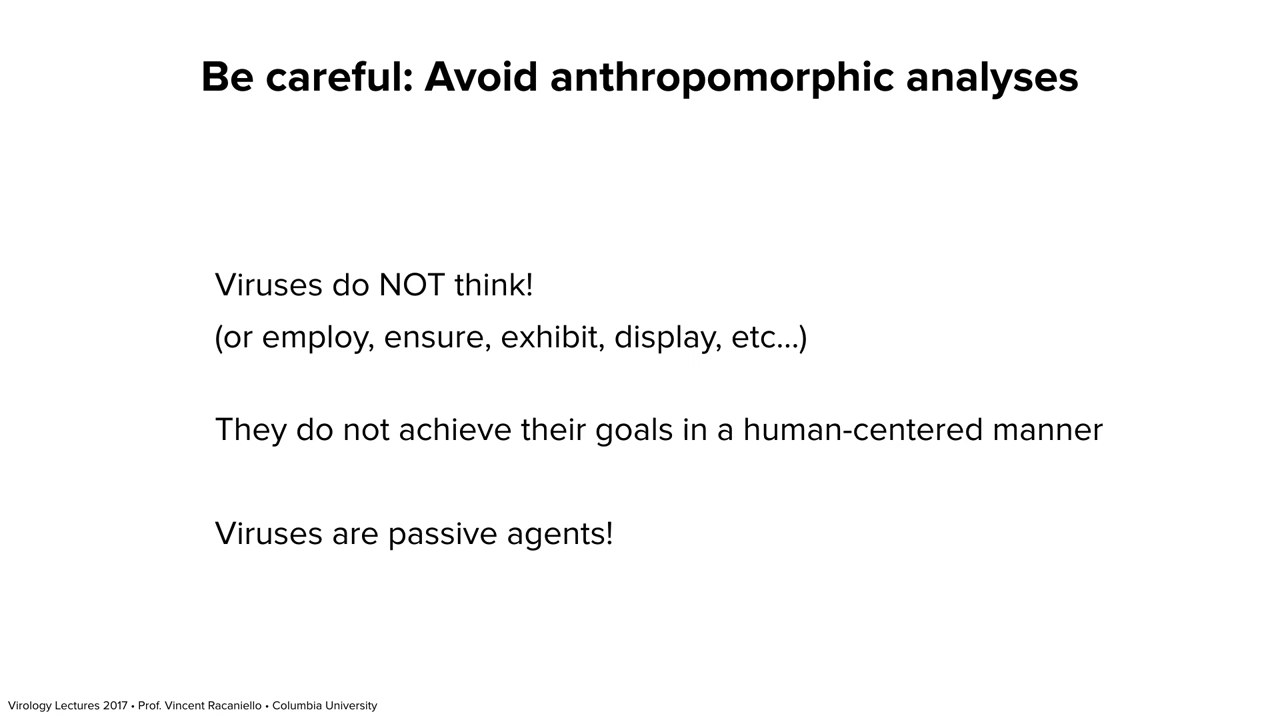 Be careful: Avoid anthropomorphic analyses
Viruses do NOT think!
(or employ, ensure, exhibit, display, etc...)
They do not achieve their goals in a human-centered manner
Viruses are passive agents!
Virology Lectures 2017 • Prof. Vincent Racaniello • Columbia University